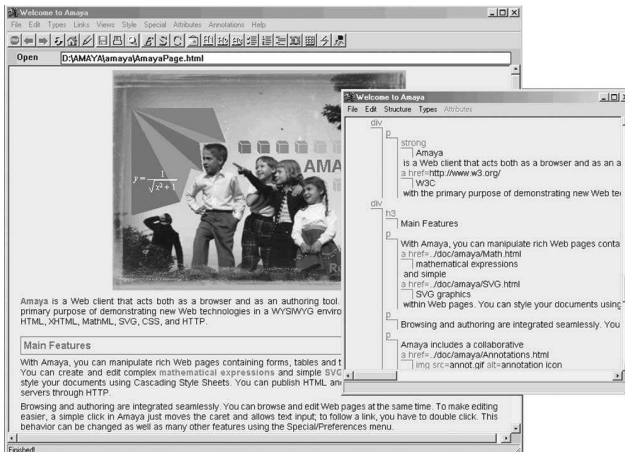 Welcome to Amaya
File Edit Types Links Views Style Special Attributes Annotations Help
Open D:\AMAYA\amaya\AmayaPage.html
AMA
y = 1 / √x² + 1
Amaya is a Web client that acts both as a browser and as an authoring tool.
primary purpose of demonstrating new Web technologies in a WYSIWYG enviro
HTML, XHTML, MathML, SVG, CSS, and HTTP.
Main Features
With Amaya, you can manipulate rich Web pages containing forms, tables and t
You can create and edit complex mathematical expressions and simple SVG
style your documents using Cascading Style Sheets. You can publish HTML an
servers through HTTP.
Browsing and authoring are integrated seamlessly. You can browse and edit Web pages at the same time. To make editing
easier, a simple click in Amaya just moves the caret and allows text input; to follow a link, you have to double click. This
behavior can be changed as well as many other features using the Special/Preferences menu.
Finished!
Welcome to Amaya
File Edit Structure Types Attributes
div
p
strong
Amaya
is a Web client that acts both as a browser and as an a
a href=http://www.w3.org/
W3C
with the primary purpose of demonstrating new Web te
div
h3
Main Features
p
With Amaya, you can manipulate rich Web pages conta
a href=../doc/amaya/Math.html
mathematical expressions
and simple
a href=../doc/amaya/SVG.html
SVG graphics
within Web pages. You can style your documents using
p
Browsing and authoring are integrated seamlessly. You
p
Amaya includes a collaborative
a href=../doc/amaya/Annotations.html
img src=annot.gif alt=annotation icon